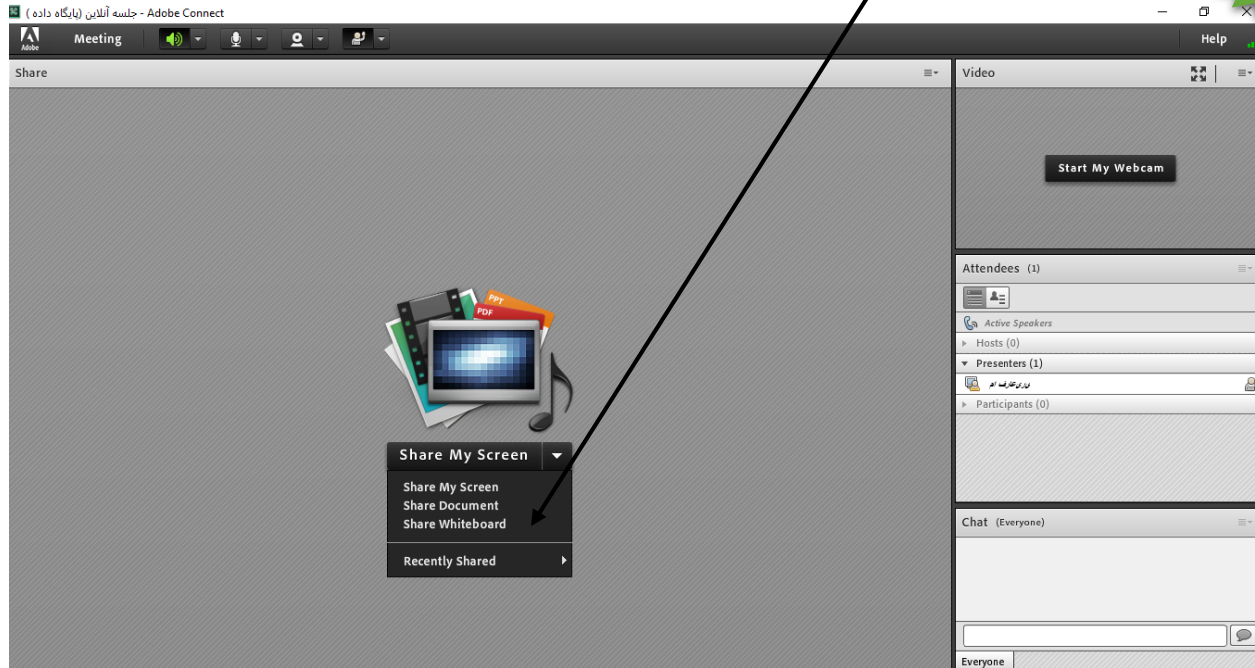 جلسه آنلاین (پایگاه داده ) - Adobe Connect
Adobe
Meeting
Help
Share
Video
Start My Webcam
PPT
PDF
Attendees (1)
Active Speakers
Hosts (0)
Presenters (1)
Participants (0)
Share My Screen
Share My Screen
Share Document
Share Whiteboard
Recently Shared
Chat (Everyone)
Everyone